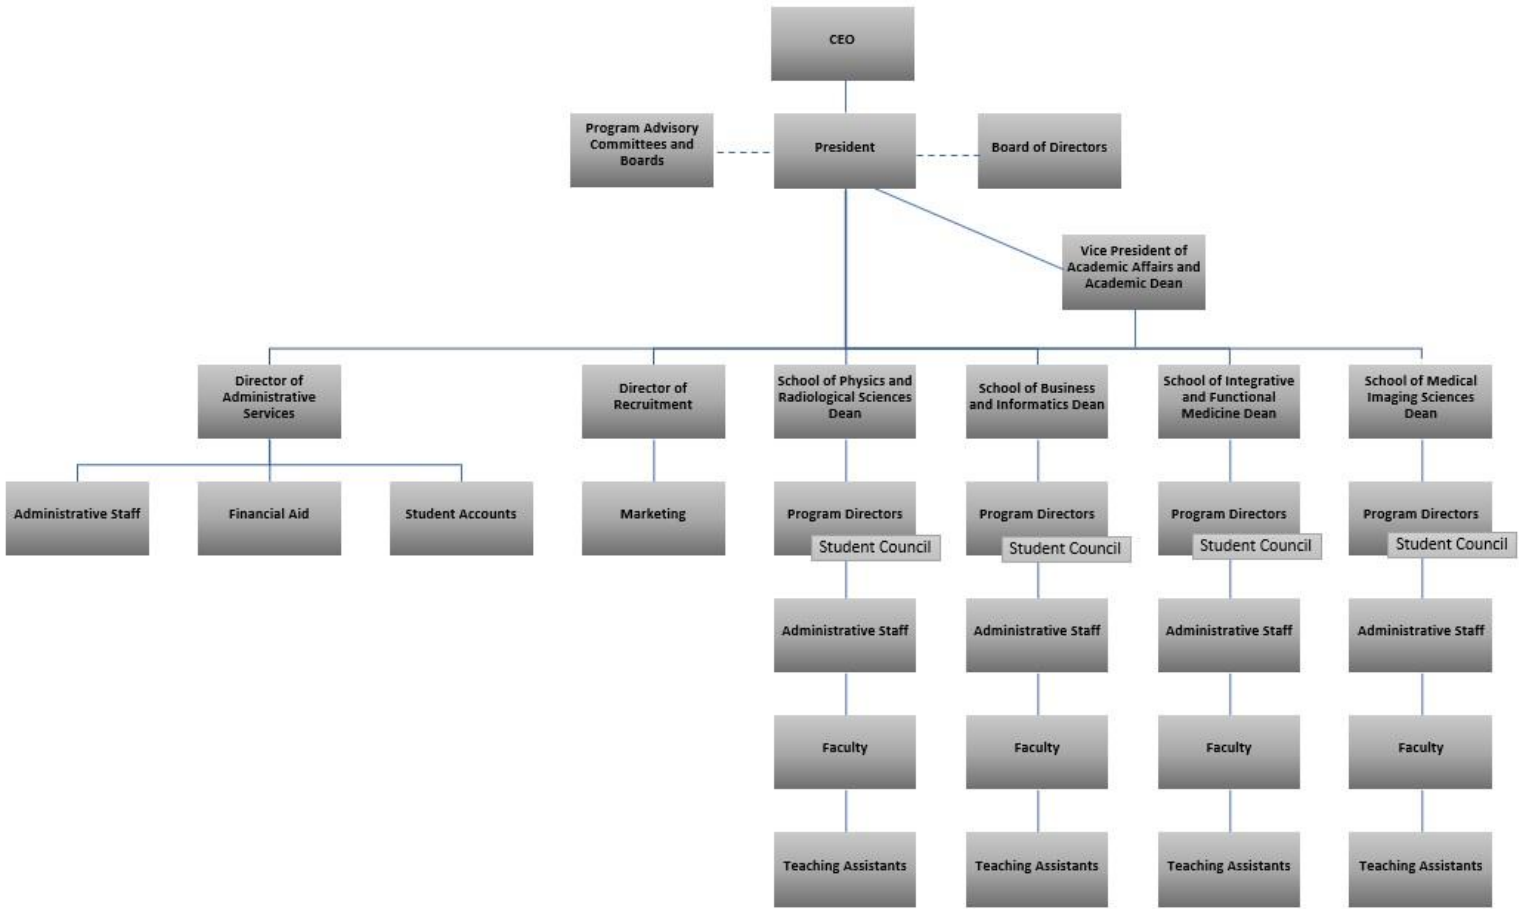 CEO
Program Advisory
Committees and
Boards
President
Board of Directors
Vice President of
Academic Affairs and
Academic Dean
Director of
Administrative
Services
Director of
Recruitment
School of Physics and
Radiological Sciences
Dean
School of Business
and Informatics Dean
School of Integrative
and Functional
Medicine Dean
School of Medical
Imaging Sciences
Dean
Administrative Staff
Financial Aid
Student Accounts
Marketing
Program Directors
Program Directors
Program Directors
Program Directors
Student Council
Student Council
Student Council
Student Council
Administrative Staff
Administrative Staff
Administrative Staff
Administrative Staff
Faculty
Faculty
Faculty
Faculty
Teaching Assistants
Teaching Assistants
Teaching Assistants
Teaching Assistants